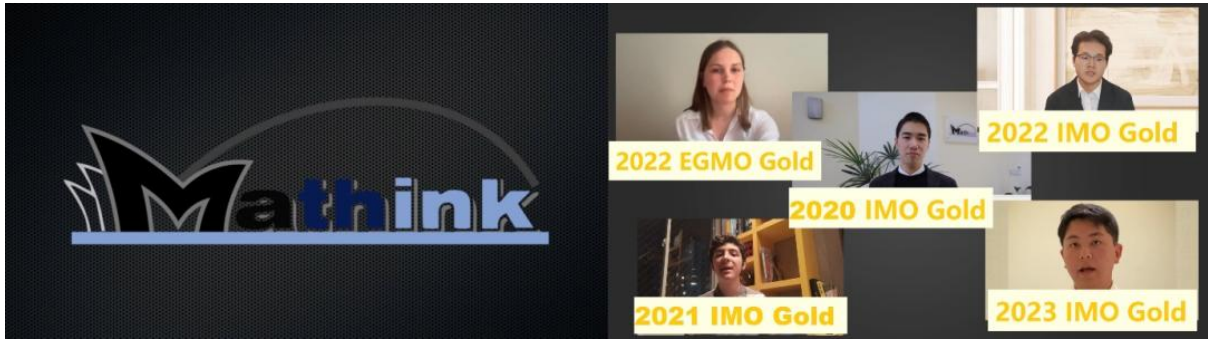 Mathink
2022 EGMO Gold
2022 IMO Gold
2020 IMO Gold
2021 IMO Gold
2023 IMO Gold